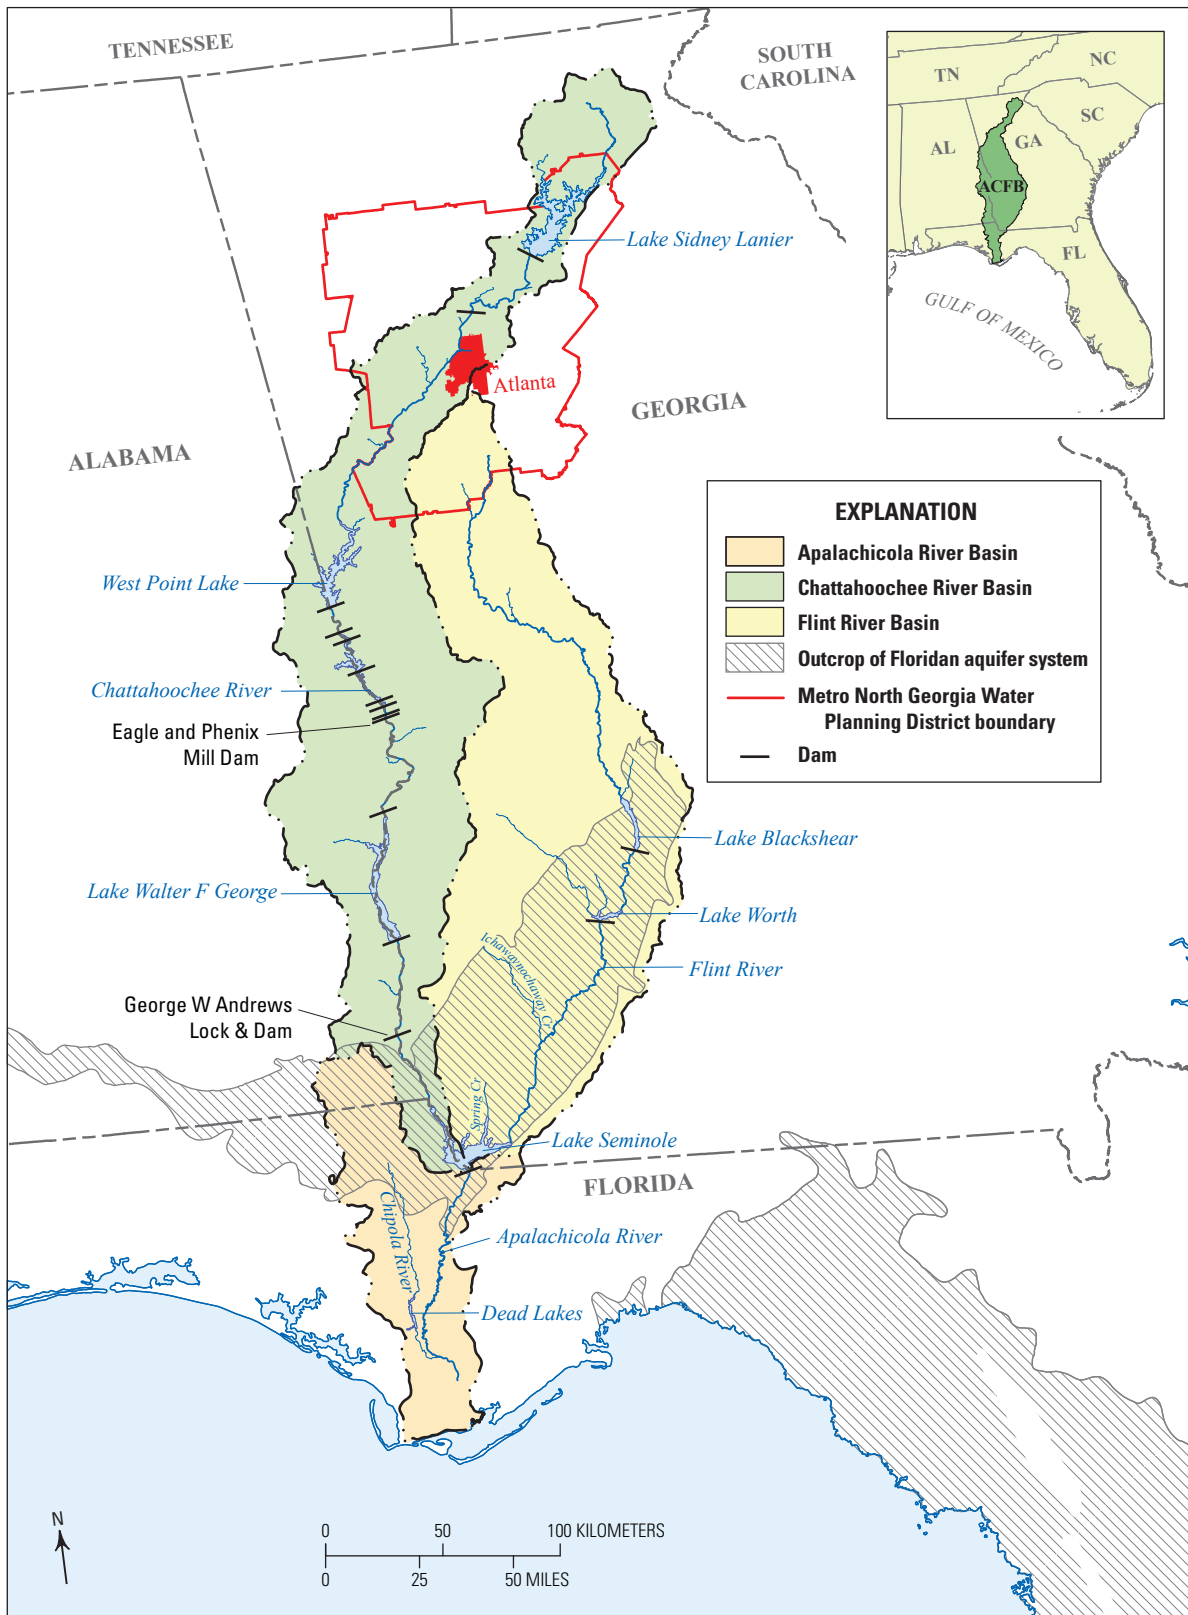 TENNESSEE
SOUTH
CAROLINA
TN
NC
SC
AL
GA
ACFB
FL
GULF OF MEXICO
Lake Sidney Lanier
Atlanta
GEORGIA
ALABAMA
EXPLANATION
Apalachicola River Basin
Chattahoochee River Basin
Flint River Basin
Outcrop of Floridan aquifer system
Metro North Georgia Water
Planning District boundary
Dam
West Point Lake
Chattahoochee River
Eagle and Phenix
Mill Dam
Lake Blackshear
Lake Walter F George
Lake Worth
Ichawaynochaway Cr
Flint River
George W Andrews
Lock & Dam
Spring Cr
Lake Seminole
FLORIDA
Chipola River
Apalachicola River
Dead Lakes
N
0 50 100 KILOMETERS
0 25 50 MILES